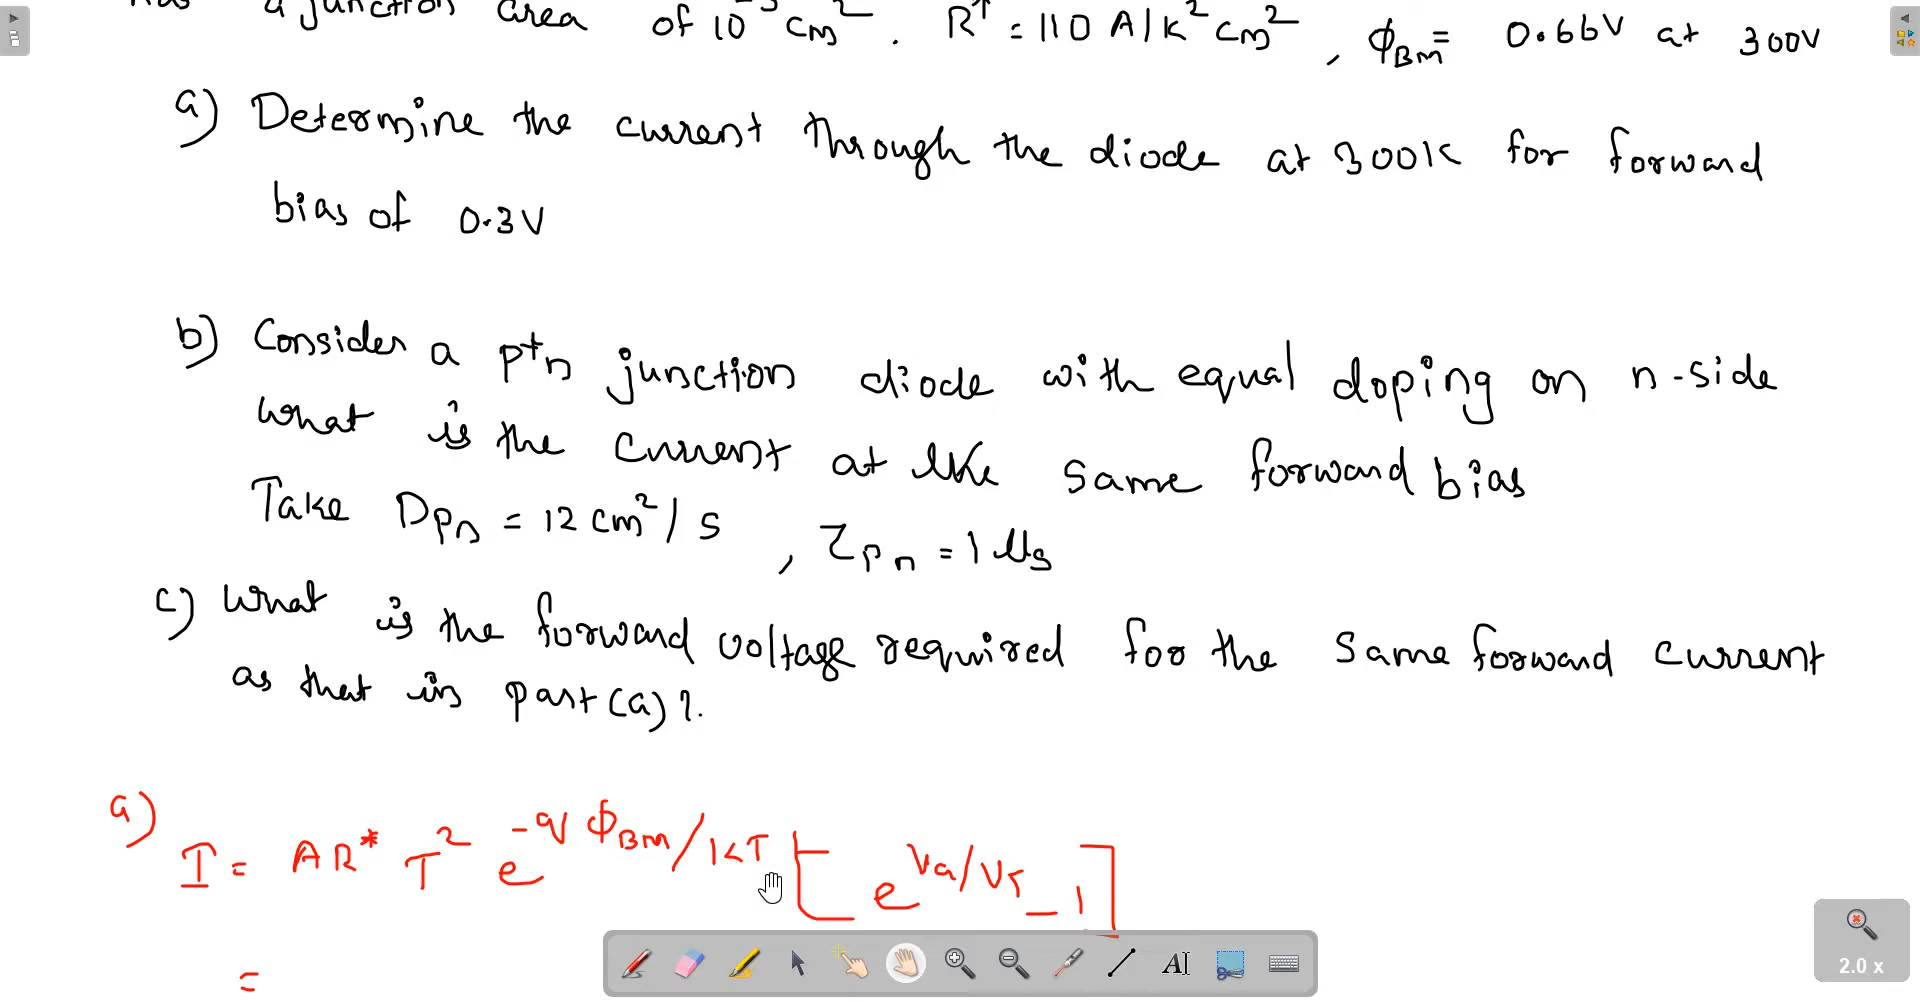 a junction area of 10⁻³ cm². R* = 110 A/K² cm², φBm = 0.66V at 300V
a) Determine the current through the diode at 300K for forward
bias of 0.3V
b) Consider a p⁺n junction diode with equal doping on n-side
what is the current at the same forward bias
Take Dpn = 12 cm²/s, τpn = 1 μs
c) what is the forward voltage required for the same forward current
as that in part(a)?
a)
I = AR* T² e^-qφBm/KT [e^Va/VT - 1]
=
AI
2.0 x